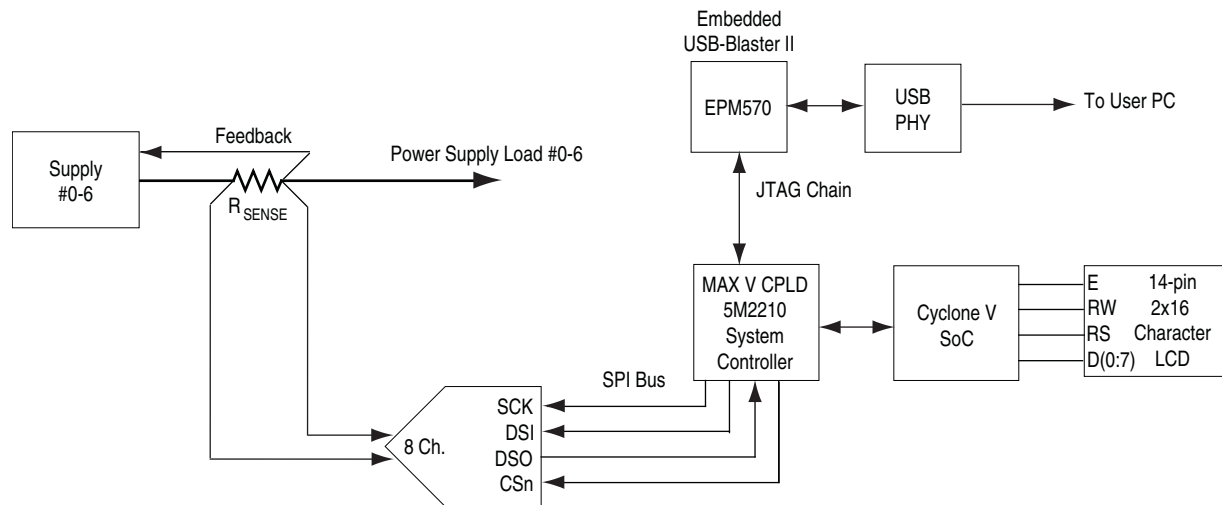 Embedded
USB-Blaster II
EPM570
USB
PHY
To User PC
Feedback
Supply
#0-6
Power Supply Load #0-6
R SENSE
JTAG Chain
MAX V CPLD
5M2210
System
Controller
Cyclone V
SoC
E 14-pin
RW 2x16
RS Character
D(0:7) LCD
SPI Bus
8 Ch.
SCK
DSI
DSO
CSn